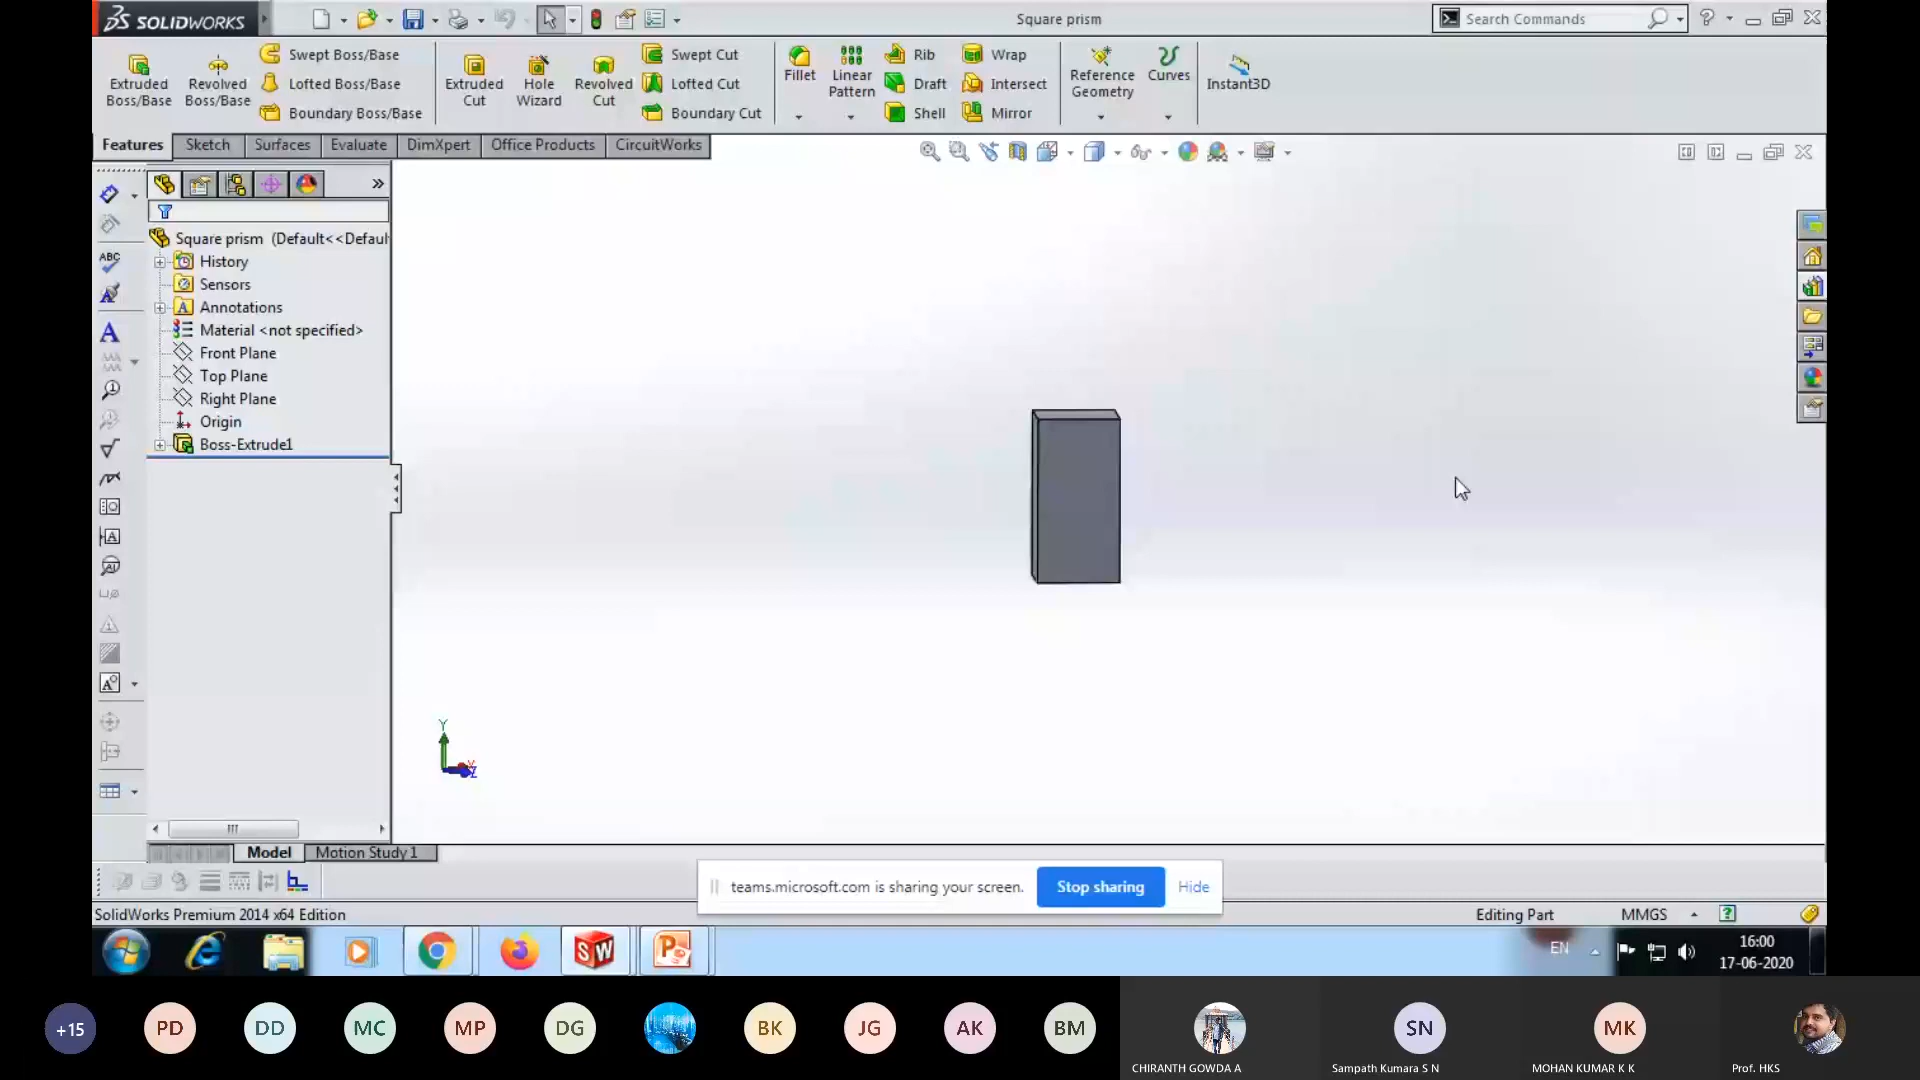 SOLIDWORKS
Square prism
Search Commands
Extruded Boss/Base
Revolved Boss/Base
Swept Boss/Base
Lofted Boss/Base
Boundary Boss/Base
Extruded Cut
Hole Wizard
Revolved Cut
Swept Cut
Lofted Cut
Boundary Cut
Fillet
Linear Pattern
Rib
Draft
Shell
Wrap
Intersect
Mirror
Reference Geometry
Curves
Instant3D
Features
Sketch
Surfaces
Evaluate
DimXpert
Office Products
CircuitWorks
Square prism (Default<<Defaul
History
Sensors
Annotations
Material <not specified>
Front Plane
Top Plane
Right Plane
Origin
Boss-Extrude1
ABC
Y
X
Z
Model
Motion Study 1
teams.microsoft.com is sharing your screen.
Stop sharing
Hide
SolidWorks Premium 2014 x64 Edition
Editing Part
MMGS
EN
16:00
17-06-2020
+15
PD
DD
MC
MP
DG
BK
JG
AK
BM
SN
MK
CHIRANTH GOWDA A
Sampath Kumara S N
MOHAN KUMAR K K
Prof. HKS